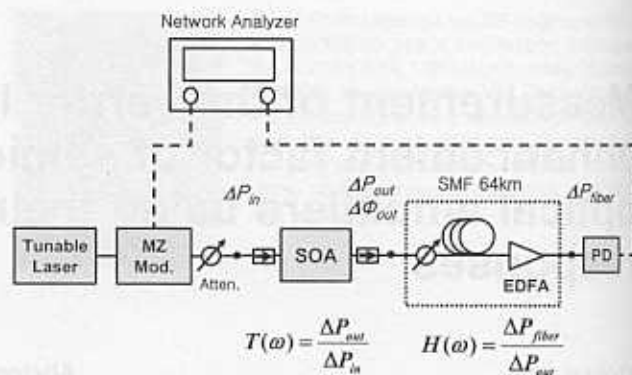 Network Analyzer
ΔP_in
ΔP_out
ΔΦ_out
SMF 64km
ΔP_fiber
Tunable
Laser
MZ
Mod.
Atten.
SOA
EDFA
PD
T(ω) = ΔP_out / ΔP_in
H(ω) = ΔP_fiber / ΔP_out